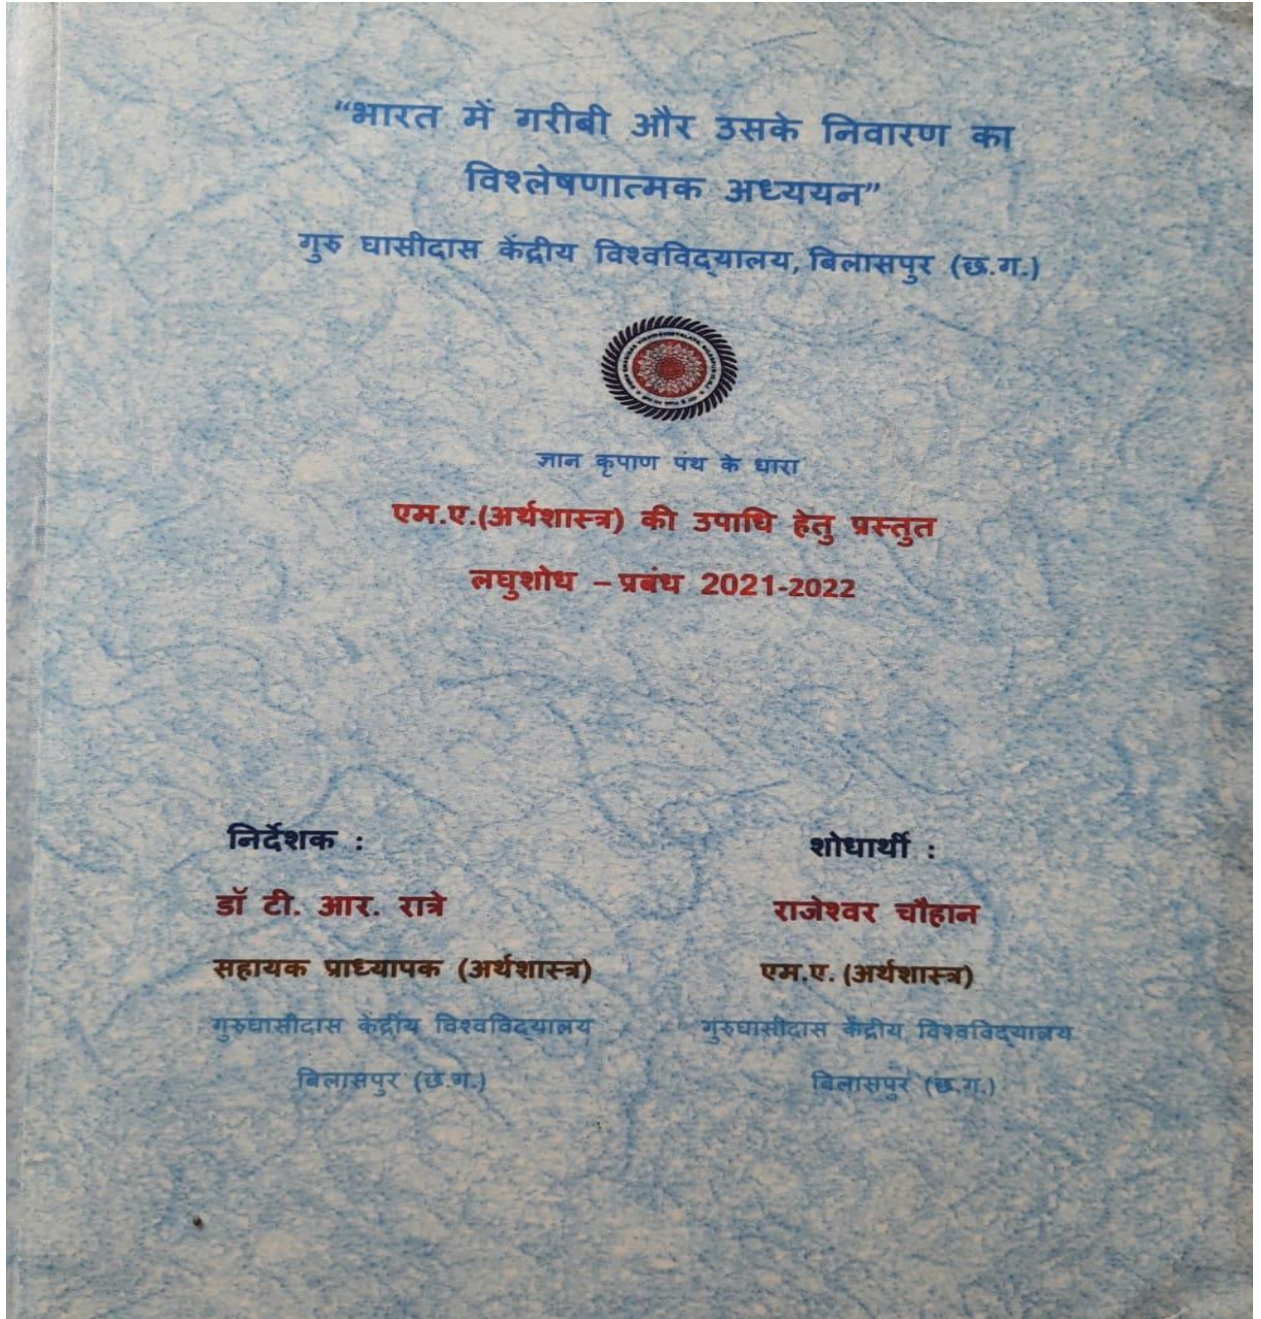 “भारत में गरीबी और उसके निवारण का
विश्लेषणात्मक अध्ययन”
गुरु घासीदास केंद्रीय विश्वविद्यालय, बिलासपुर (छ.ग.)
ज्ञान कृपाण पंथ के धारा
एम.ए.(अर्थशास्त्र) की उपाधि हेतु प्रस्तुत
लघुशोध – प्रबंध 2021-2022
निर्देशक :
डॉ टी. आर. रात्रे
सहायक प्राध्यापक (अर्थशास्त्र)
गुरुघासीदास केंद्रीय विश्वविद्यालय
बिलासपुर (छ.ग.)
शोधार्थी :
राजेश्वर चौहान
एम.ए. (अर्थशास्त्र)
गुरुघासीदास केंद्रीय विश्वविद्यालय
बिलासपुर (छ.ग.)